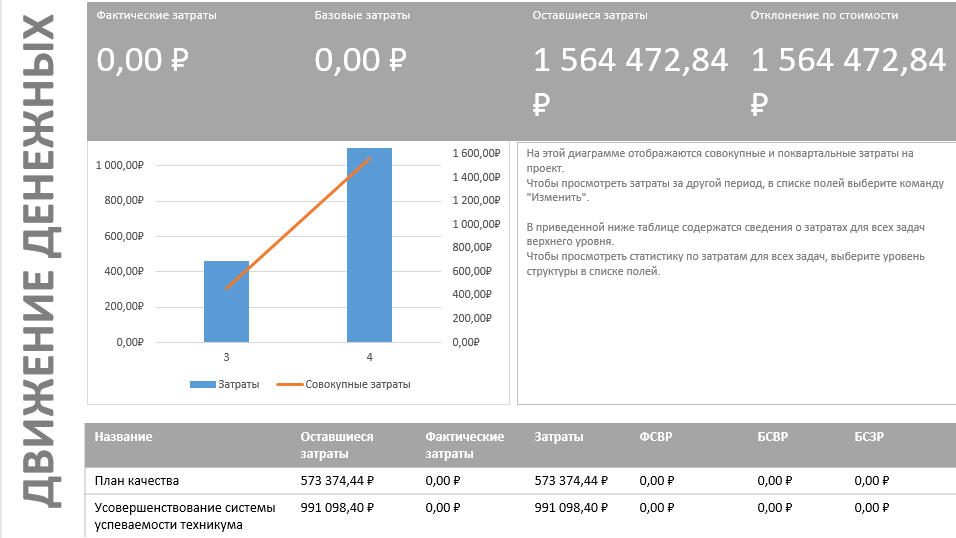 ДВИЖЕНИЕ ДЕНЕЖНЫХ
Фактические затраты
0,00 ₽
Базовые затраты
0,00 ₽
Оставшиеся затраты
1 564 472,84
₽
Отклонение по стоимости
1 564 472,84
₽
1 000,00₽
800,00₽
600,00₽
400,00₽
200,00₽
0,00₽
1 600,00₽
1 400,00₽
1 200,00₽
1 000,00₽
800,00₽
600,00₽
400,00₽
200,00₽
0,00₽
3 4
Затраты Совокупные затраты
На этой диаграмме отображаются совокупные и поквартальные затраты на
проект.
Чтобы просмотреть затраты за другой период, в списке полей выберите команду
"Изменить".
В приведенной ниже таблице содержатся сведения о затратах для всех задач
верхнего уровня.
Чтобы просмотреть статистику по затратам для всех задач, выберите уровень
структуры в списке полей.
Название Оставшиеся затраты Фактические затраты Затраты ФСВР БСВР БСЗР
План качества 573 374,44 ₽ 0,00 ₽ 573 374,44 ₽ 0,00 ₽ 0,00 ₽ 0,00 ₽
Усовершенствование системы 991 098,40 ₽ 0,00 ₽ 991 098,40 ₽ 0,00 ₽ 0,00 ₽ 0,00 ₽
успеваемости техникума